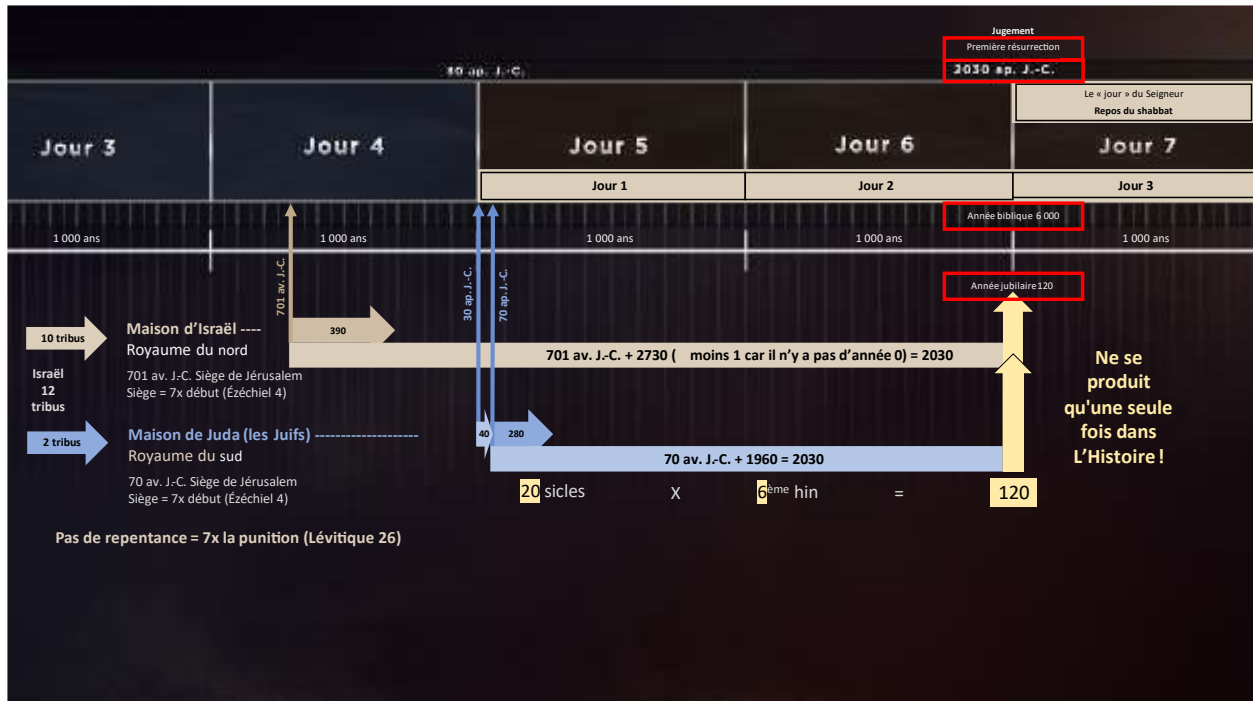 Jugement
Première résurrection
30 ap. J.-C.
2030 ap. J.-C.
Le « jour » du Seigneur
Repos du shabbat
Jour 3
Jour 4
Jour 5
Jour 6
Jour 7
Jour 1
Jour 2
Jour 3
Année biblique 6 000
1 000 ans
1 000 ans
1 000 ans
1 000 ans
1 000 ans
701 av. J.-C.
30 ap. J.-C.
70 ap. J.-C.
Année jubilaire 120
10 tribus
Maison d’Israël ----
390
Royaume du nord
701 av. J.-C. + 2730 ( moins 1 car il n’y a pas d’année 0) = 2030
701 av. J.-C. Siège de Jérusalem
Siège = 7x début (Ézéchiel 4)
Israël
12
tribus
Ne se
produit
qu'une seule
fois dans
L’Histoire !
2 tribus
Maison de Juda (les Juifs) -------------------
40
280
Royaume du sud
70 av. J.-C. + 1960 = 2030
70 av. J.-C. Siège de Jérusalem
Siège = 7x début (Ézéchiel 4)
20 sicles X 6ème hin = 120
Pas de repentance = 7x la punition (Lévitique 26)